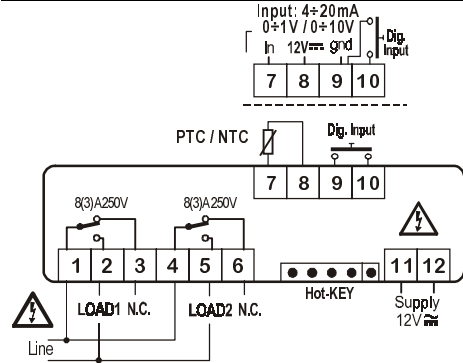 Input: 4÷20mA
0÷1V / 0÷10V
In 12V⎓ gnd
Dig.
Input
7 8 9 10
PTC / NTC
Dig. Input
7 8 9 10
8(3)A250V 8(3)A250V
1 2 3 4 5 6
11 12
LOAD1 N.C. LOAD2 N.C.
Hot-KEY
Supply
12V
Line